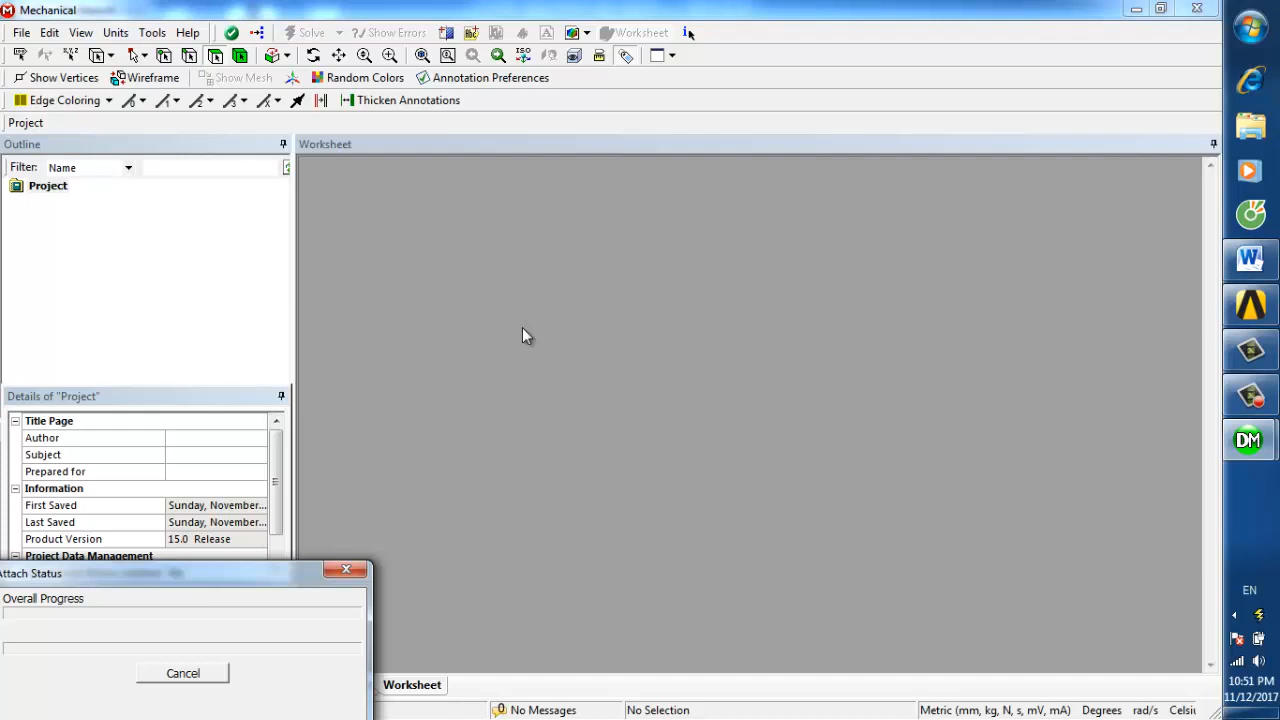 Mechanical
File Edit View Units Tools Help Solve Show Errors Worksheet
Show Vertices Wireframe Show Mesh Random Colors Annotation Preferences
Edge Coloring Thicken Annotations
Project
Outline
Filter: Name
Project
Worksheet
Details of "Project"
Title Page
Author
Subject
Prepared for
Information
First Saved Sunday, November...
Last Saved Sunday, November...
Product Version 15.0 Release
Project Data Management
Attach Status
Overall Progress
Cancel
Worksheet
No Selection
Metric (mm, kg, N, s, mV, mA) Degrees rad/s Celsi
W
DM
EN
10:51 PM
11/12/2017